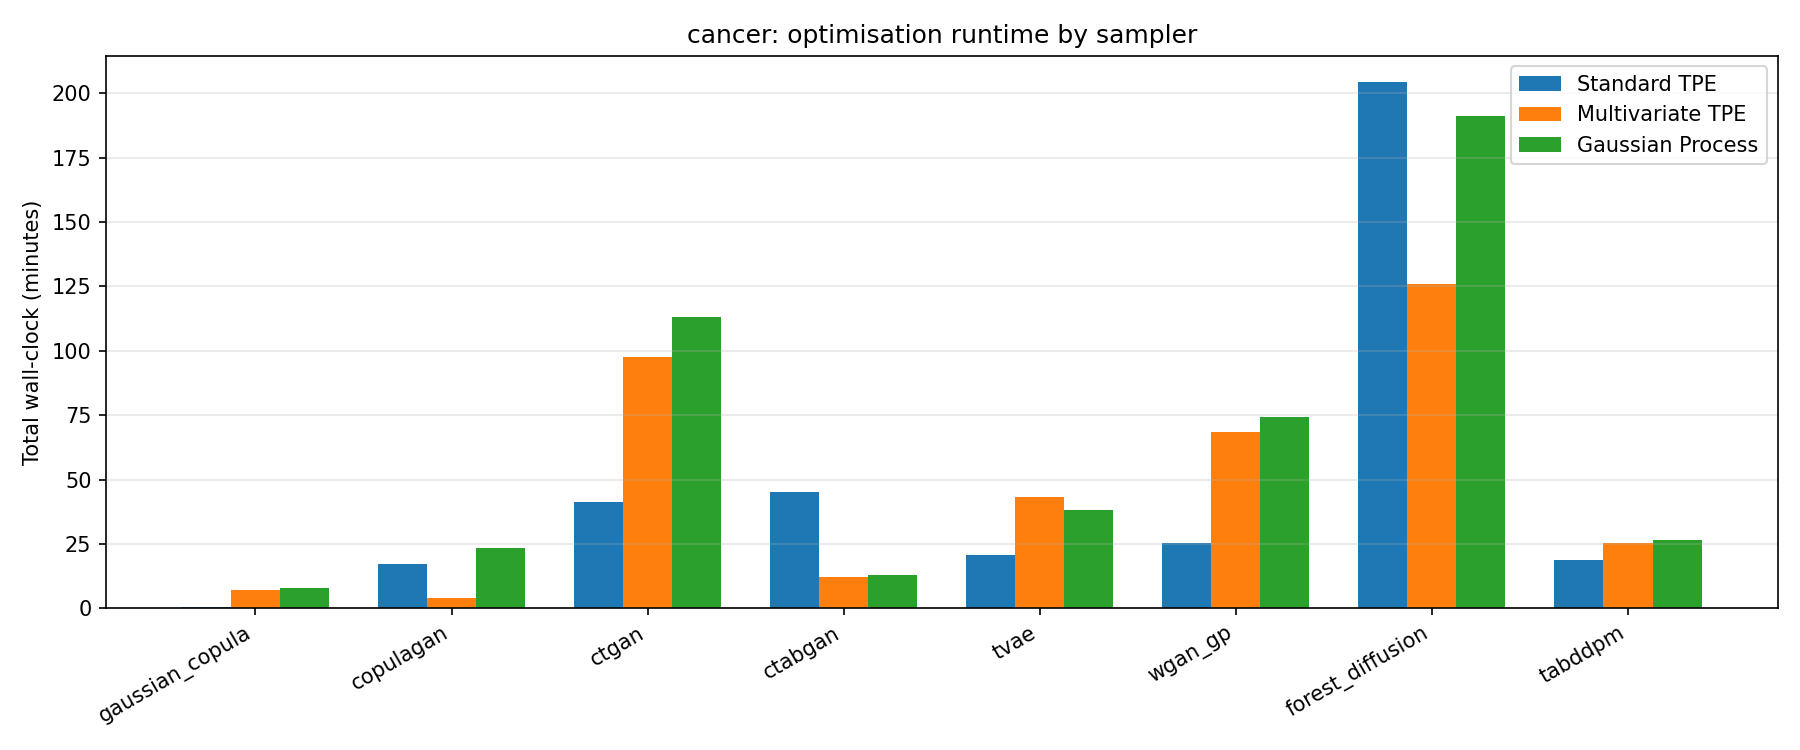 cancer: optimisation runtime by sampler
Total wall-clock (minutes)
200
175
150
125
100
75
50
25
0
Standard TPE
Multivariate TPE
Gaussian Process
gaussian_copula
copulagan
ctgan
ctabgan
tvae
wgan_gp
forest_diffusion
tabddpm